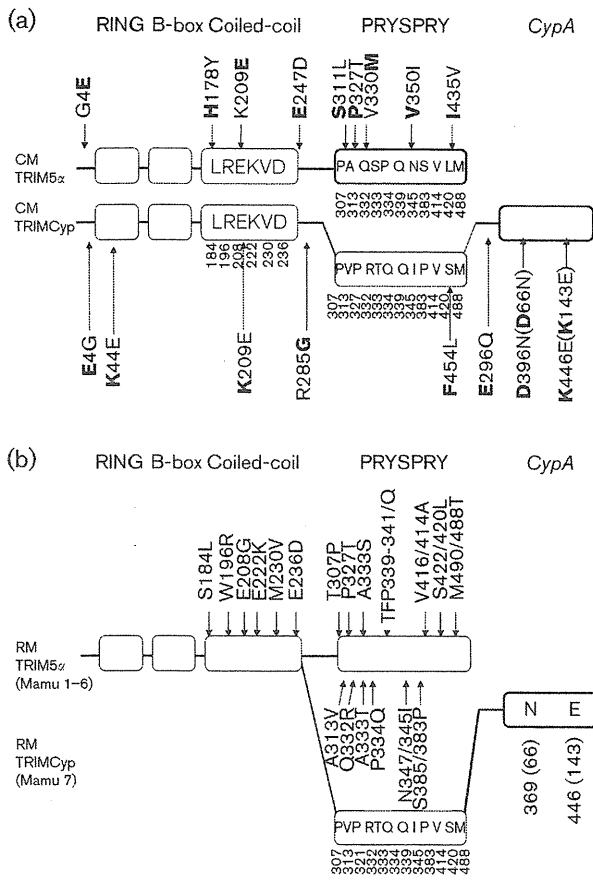 (a)
RING B-box Coiled-coil PRYSPRY CypA
G4E
H178Y
K209E
E247D
S311L
P327T
V330M
V350I
I435V
CM
TRIM5α
LREKVD
PA QSP Q NS V LM
307 313 332 333 334 339 345 383 414 420 488
CM
TRIMCyp
LREKVD
184 196 208 222 230 236
PVP RTQ Q I P V SM
307 313 327 332 333 334 339 345 383 414 420 488
E4G
K44E
K209E
R285G
F454L
E296Q
D396N(D66N)
K446E(K143E)
(b)
RING B-box Coiled-coil PRYSPRY CypA
S184L
W196R
E208G
E222K
M230V
E236D
T307P
P327T
A333S
TFP339-341/Q
V416/414A
S422/420L
M490/488T
RM
TRIM5α
(Mamu 1–6)
A313V
Q332R
A333T
P334Q
N347/345I
S385/383P
RM
TRIMCyp
(Mamu 7)
N E
369 (66)
446 (143)
PVP RTQ Q I P V SM
307 313 321 332 333 334 339 345 383 414 420 488